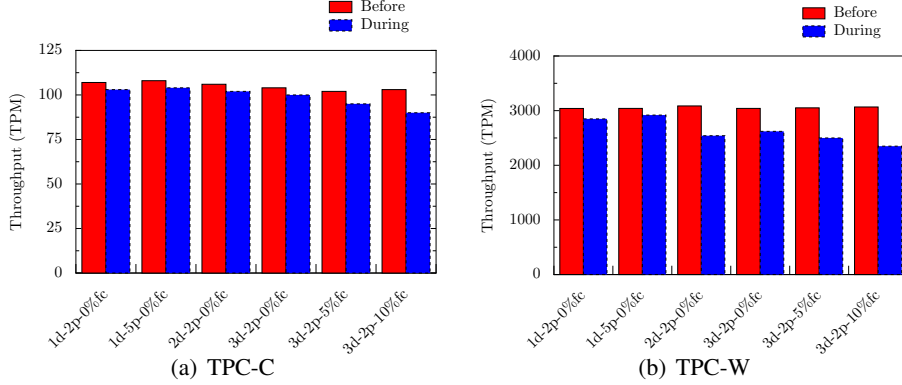 Before
During
Throughput (TPM)
125
100
75
50
25
0
1d-2p-0%fc
1d-5p-0%fc
2d-2p-0%fc
3d-2p-0%fc
3d-2p-5%fc
3d-2p-10%fc
(a) TPC-C
Before
During
Throughput (TPM)
4000
3000
2000
1000
0
1d-2p-0%fc
1d-5p-0%fc
2d-2p-0%fc
3d-2p-0%fc
3d-2p-5%fc
3d-2p-10%fc
(b) TPC-W